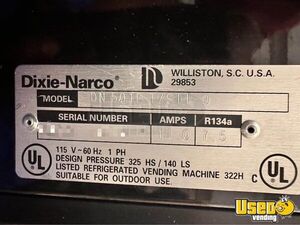 Dixie-Narco®
WILLISTON, S.C. U.S.A.
29853
MODEL
SERIAL NUMBER
AMPS
R134a
115 V~60 Hz 1 PH
DESIGN PRESSURE 325 HS / 140 LS
LISTED REFRIGERATED VENDING MACHINE 322H
SUITABLE FOR OUTDOOR USE.
UL
C UL
Used
vending